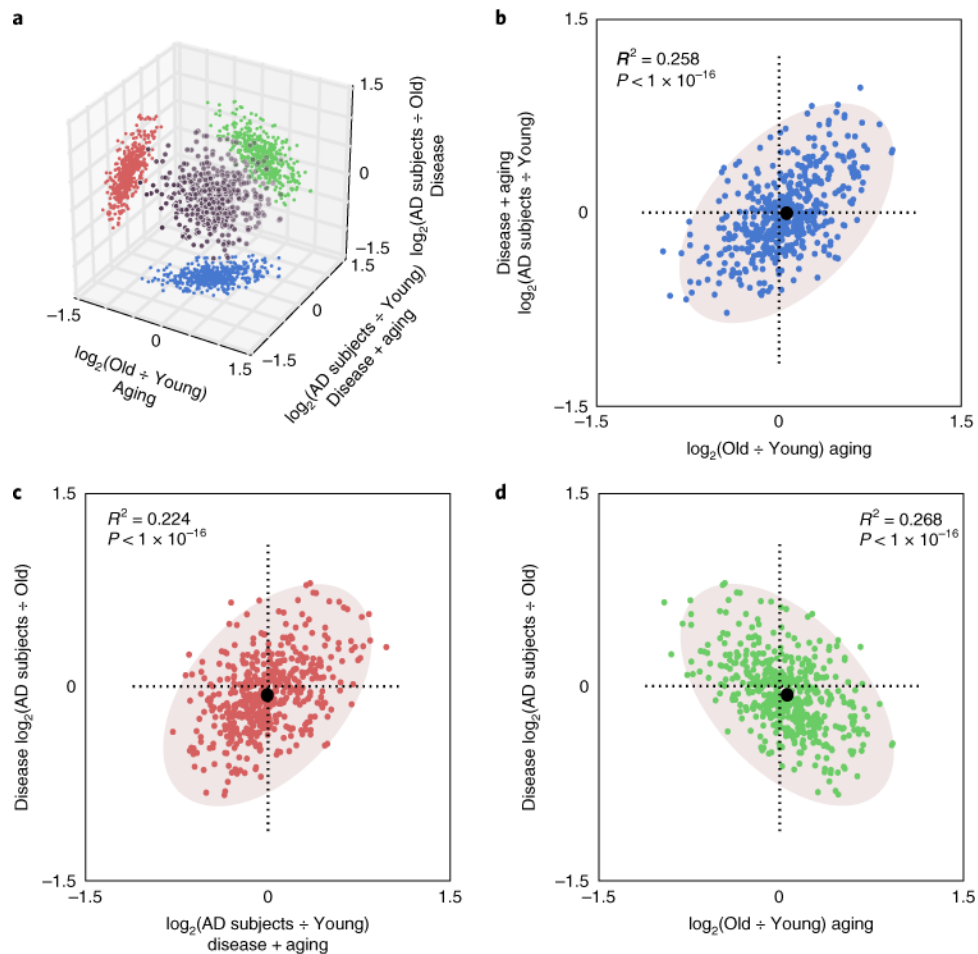 a
1.5
0
−1.5
log2(AD subjects ÷ Old)
Disease
1.5
0
−1.5
log2(AD subjects ÷ Young)
Disease + aging
−1.5
0
1.5
log2(Old ÷ Young)
Aging
b
1.5
R² = 0.258
P < 1 × 10⁻¹⁶
Disease + aging
log2(AD subjects ÷ Young)
0
−1.5
−1.5
0
1.5
log2(Old ÷ Young) aging
c
1.5
R² = 0.224
P < 1 × 10⁻¹⁶
Disease log2(AD subjects ÷ Old)
0
−1.5
−1.5
0
1.5
log2(AD subjects ÷ Young)
disease + aging
d
1.5
R² = 0.268
P < 1 × 10⁻¹⁶
Disease log2(AD subjects ÷ Old)
0
−1.5
−1.5
0
1.5
log2(Old ÷ Young) aging